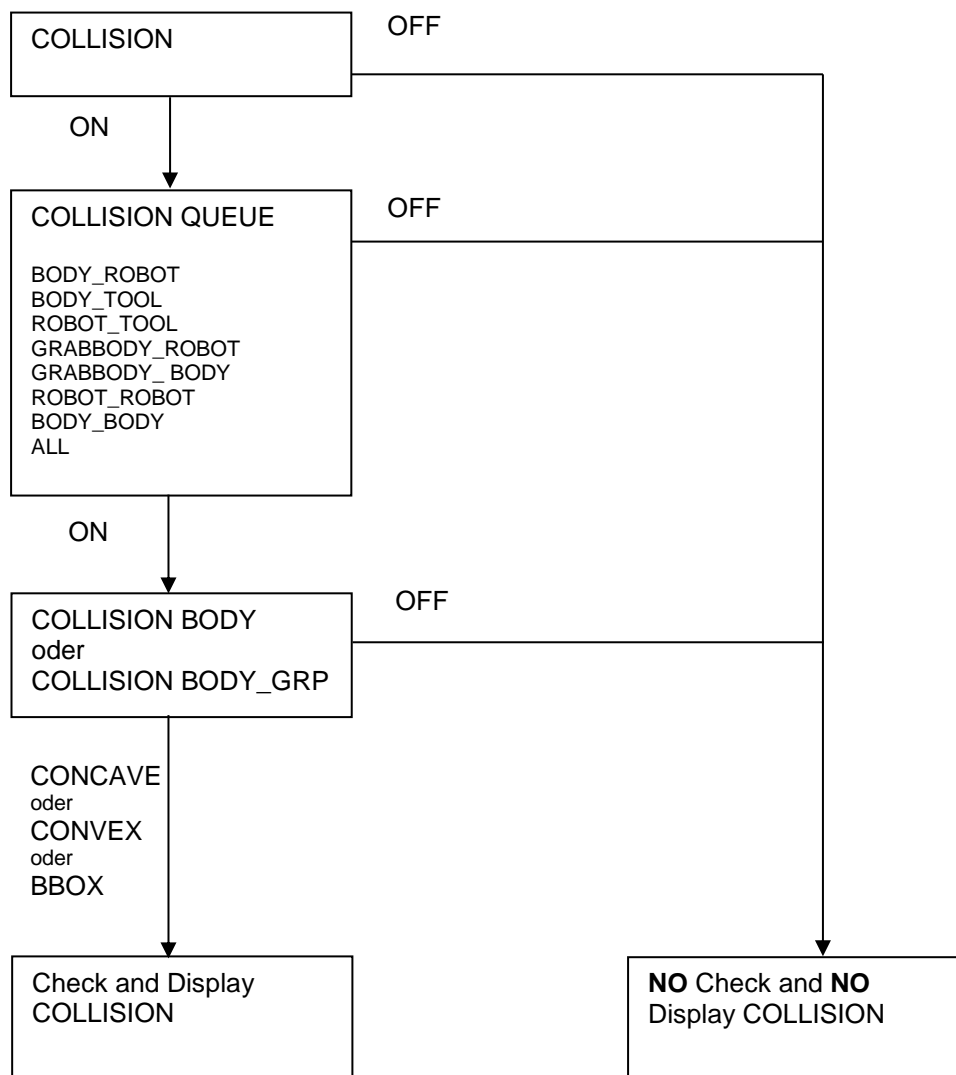 COLLISION
OFF
ON
COLLISION QUEUE
OFF
BODY_ROBOT
BODY_TOOL
ROBOT_TOOL
GRABBODY_ROBOT
GRABBODY_ BODY
ROBOT_ROBOT
BODY_BODY
ALL
ON
COLLISION BODY
oder
COLLISION BODY_GRP
OFF
CONCAVE
oder
CONVEX
oder
BBOX
Check and Display
COLLISION
NO Check and NO
Display COLLISION